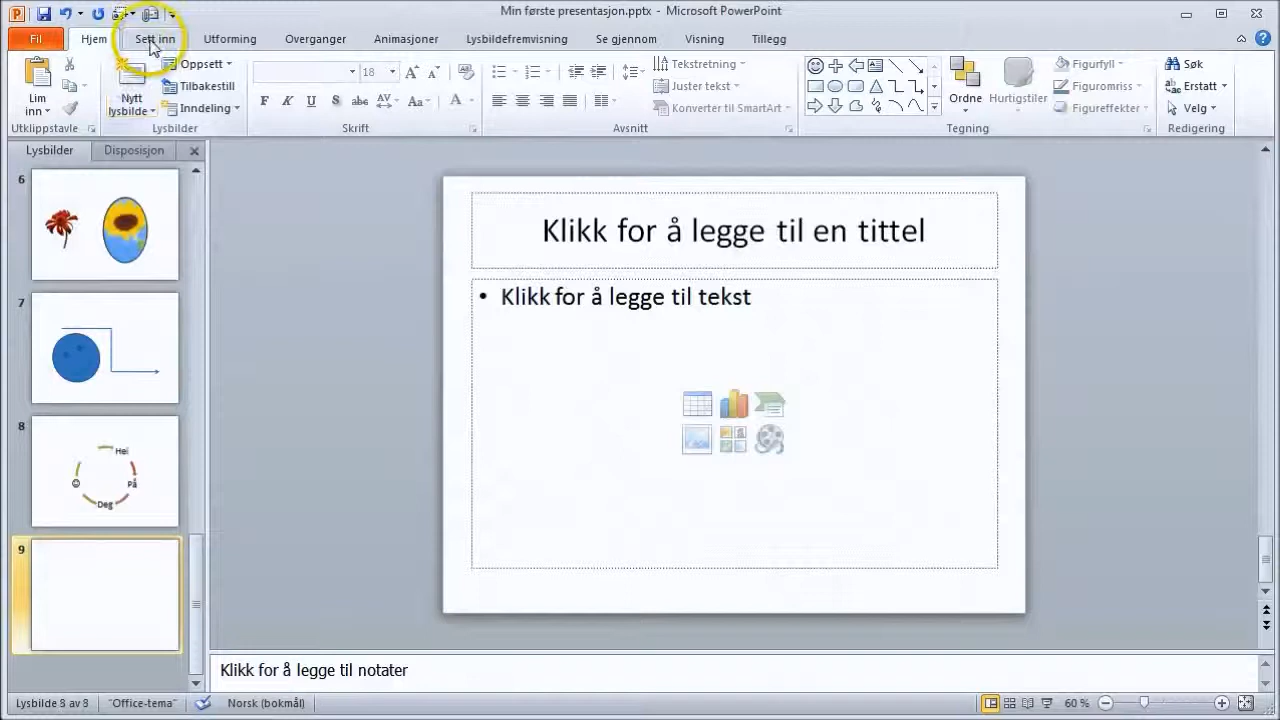 Min første presentasjon.pptx - Microsoft PowerPoint
Fil Hjem Sett inn Utforming Overganger Animasjoner Lysbildefremvisning Se gjennom Visning Tillegg
Lim inn
Utklippstavle
Nytt lysbilde
Oppsett
Tilbakestill
Inndeling
Lysbilder
18
F K U S abc AV Aa A
Skrift
Tekstretning
Juster tekst
Konverter til SmartArt
Avsnitt
Ordne
Hurtigstiler
Figurfyll
Figuromriss
Figureffekter
Tegning
Søk
Erstatt
Velg
Redigering
Lysbilder Disposisjon
6
7
8
Hei
På
Deg
9
Klikk for å legge til en tittel
• Klikk for å legge til tekst
Klikk for å legge til notater
Lysbilde 9 av 9 "Office-tema" Norsk (bokmål) 60 %